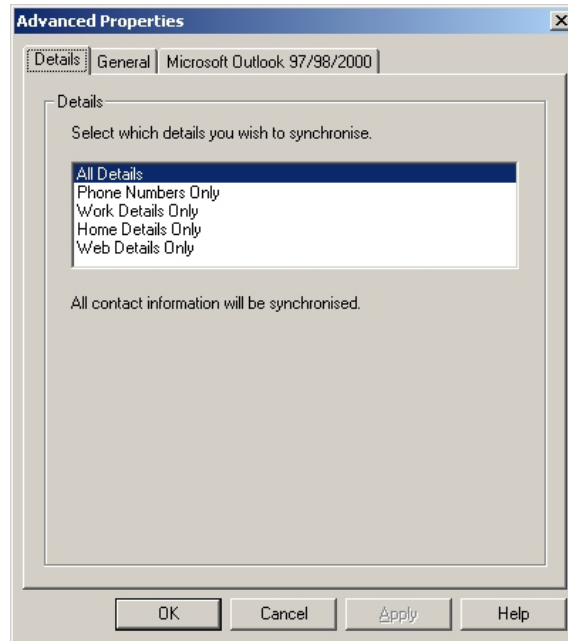 Advanced Properties
Details General Microsoft Outlook 97/98/2000
Details
Select which details you wish to synchronise.
All Details
Phone Numbers Only
Work Details Only
Home Details Only
Web Details Only
All contact information will be synchronised.
OK Cancel Apply Help